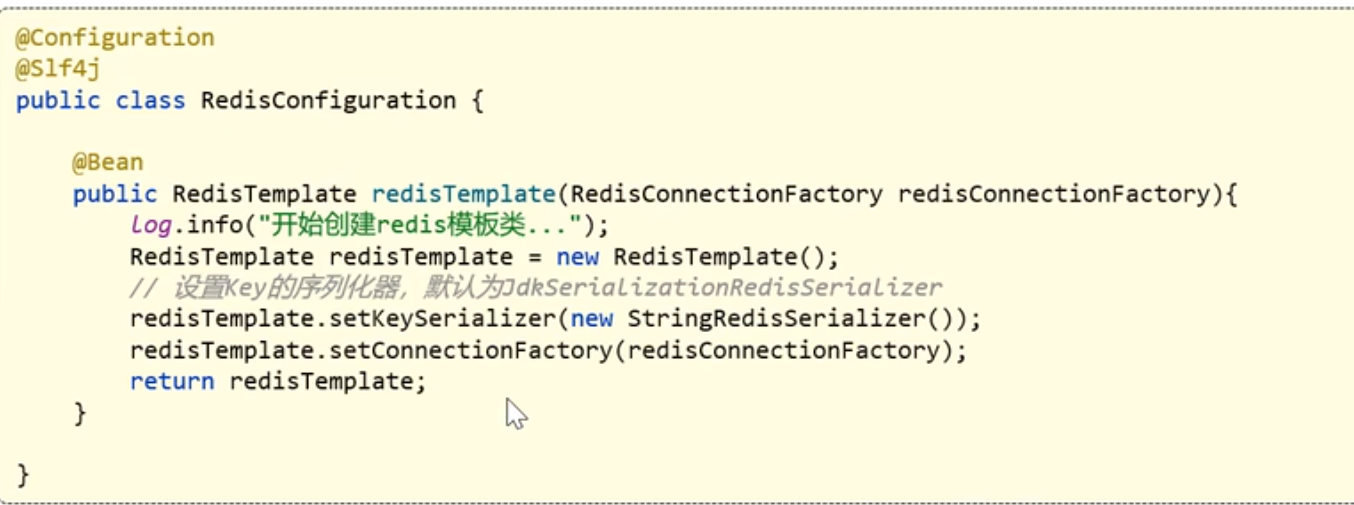 @Configuration
@Slf4j
public class RedisConfiguration {
@Bean
public RedisTemplate redisTemplate(RedisConnectionFactory redisConnectionFactory){
log.info("开始创建redis模板类...");
RedisTemplate redisTemplate = new RedisTemplate();
// 设置Key的序列化器，默认为JdkSerializationRedisSerializer
redisTemplate.setKeySerializer(new StringRedisSerializer());
redisTemplate.setConnectionFactory(redisConnectionFactory);
return redisTemplate;
}
}